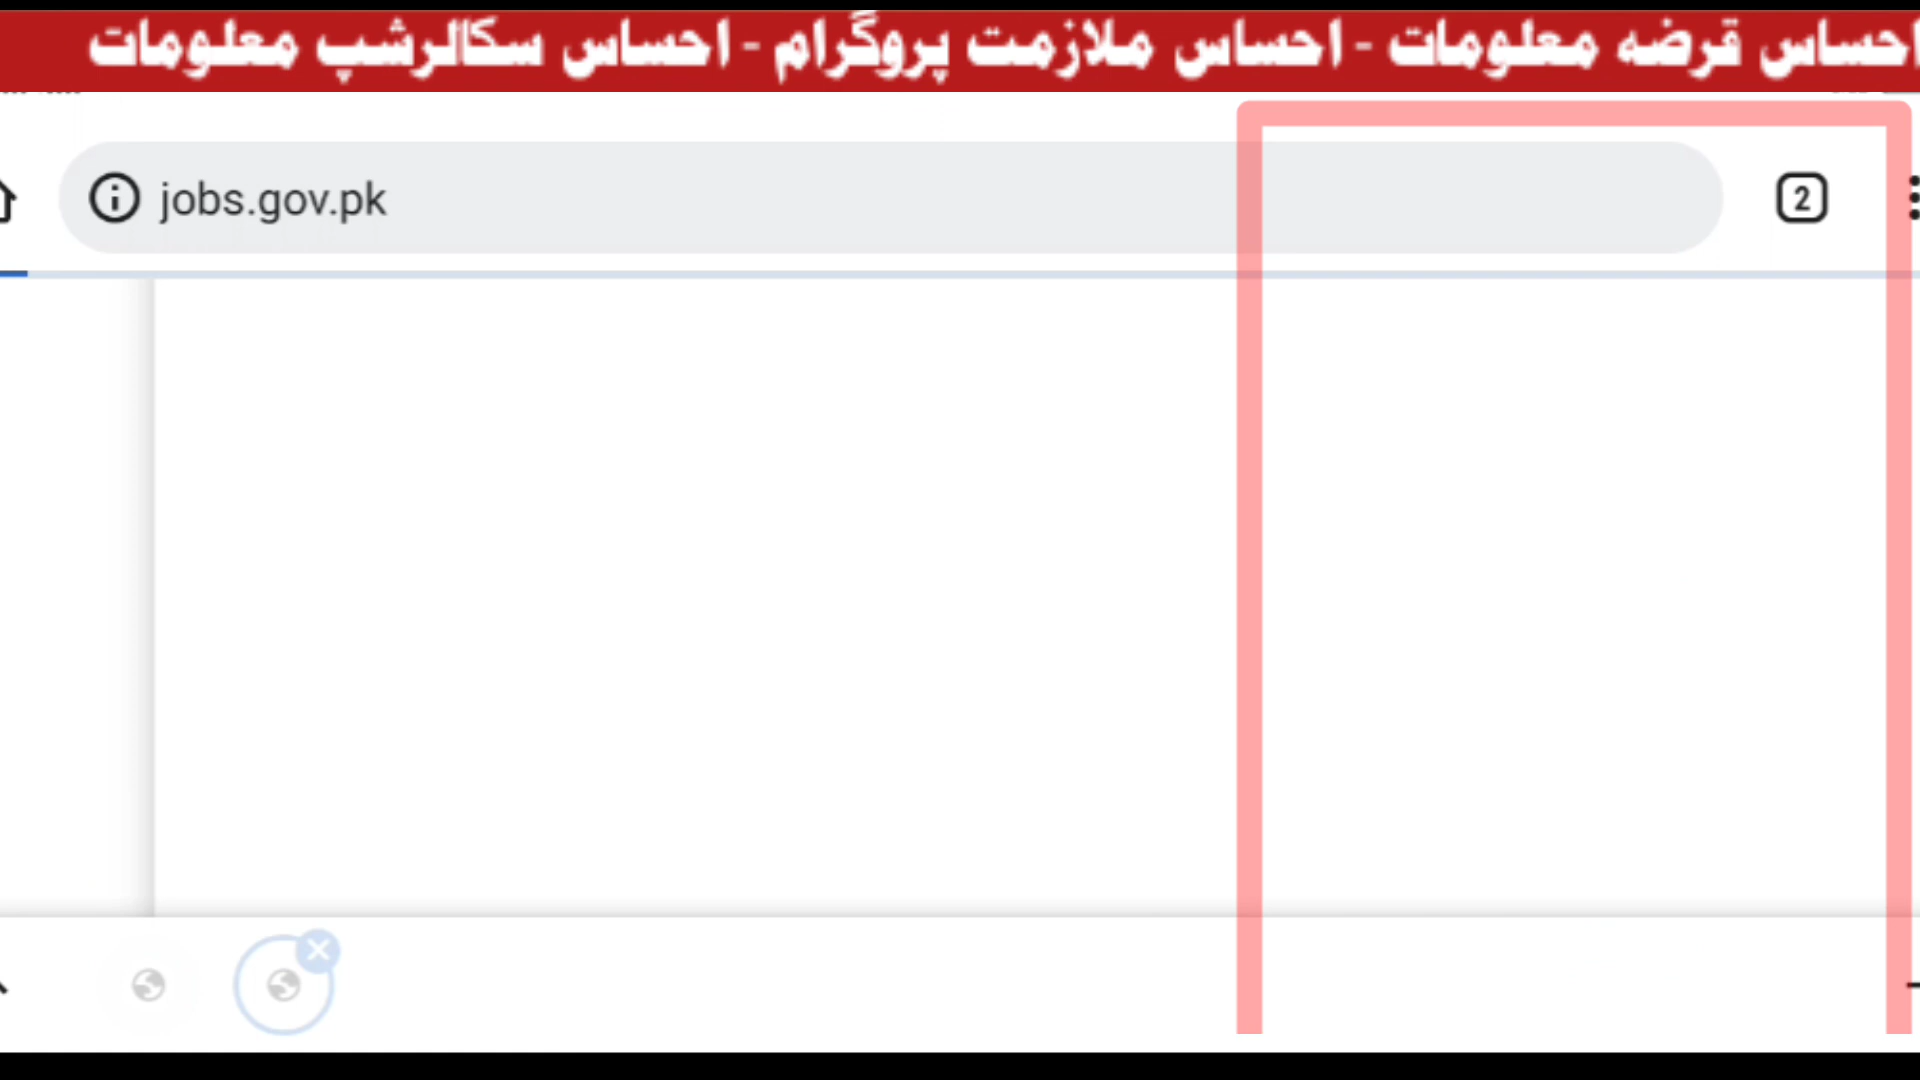 احساس قرضہ معلومات - احساس ملازمت پروگرام - احساس سکالرشپ معلومات
jobs.gov.pk
2